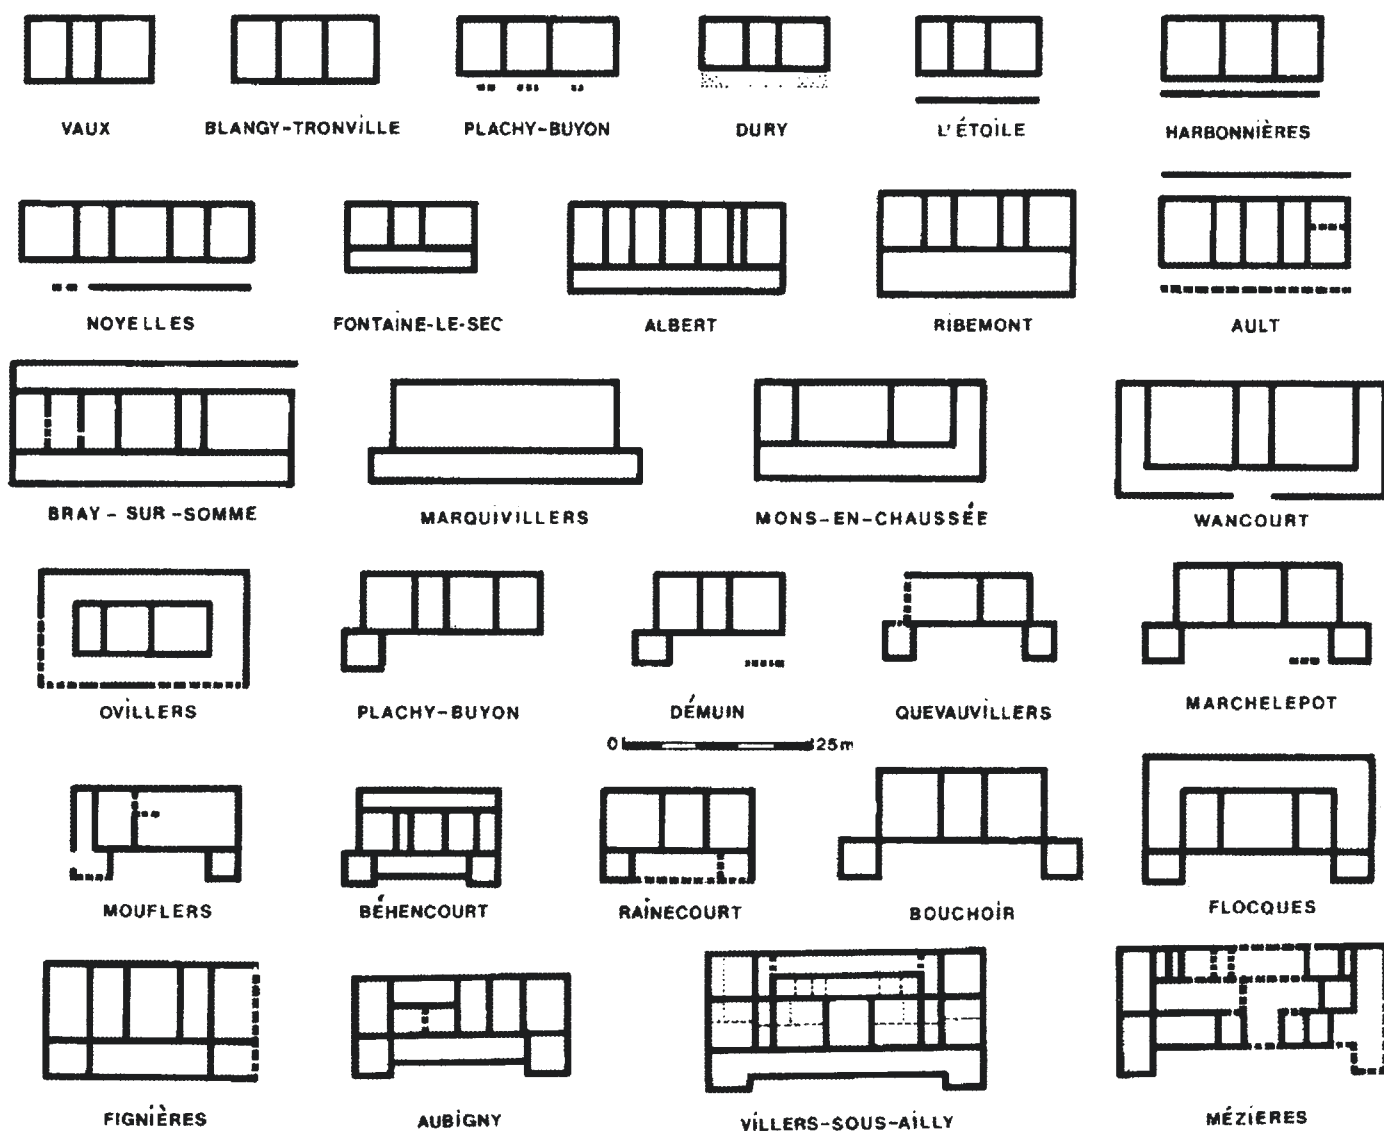 VAUX
BLANGY-TRONVILLE
PLACHY-BUYON
DURY
L'ÉTOILE
HARBONNIÈRES
NOYELLES
FONTAINE-LE-SEC
ALBERT
RIBEMONT
AULT
BRAY - SUR - SOMME
MARQUIVILLERS
MONS-EN-CHAUSSÉE
WANCOURT
OVILLERS
PLACHY-BUYON
DÉMUIN
QUEVAUVILLERS
MARCHELEPOT
0 25m
MOUFLERS
BÉHENCOURT
RAINECOURT
BOUCHOIR
FLOCQUES
FIGNIÈRES
AUBIGNY
VILLERS-SOUS-AILLY
MÉZIERES